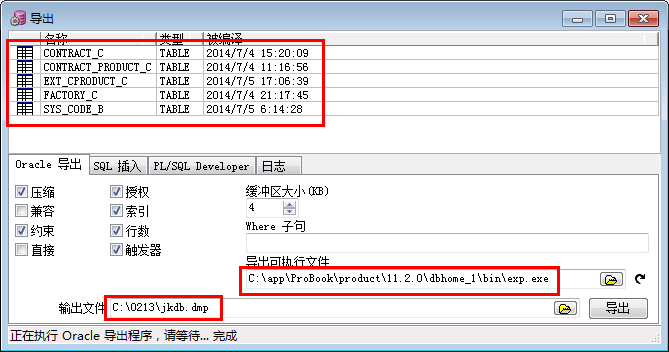 导出
名称 类型 被编译
CONTRACT_C TABLE 2014/7/4 15:20:09
CONTRACT_PRODUCT_C TABLE 2014/7/4 11:16:56
EXT_CPRODUCT_C TABLE 2014/7/5 17:06:39
FACTORY_C TABLE 2014/7/4 21:17:45
SYS_CODE_B TABLE 2014/7/5 6:14:28
Oracle 导出 SQL 插入 PL/SQL Developer 日志
压缩 授权 缓冲区大小(KB)
兼容 索引 4
约束 行数 Where 子句
直接 触发器
导出可执行文件
C:\app\ProBook\product\11.2.0\dbhome_1\bin\exp.exe
输出文件 C:\0213\jkdb.dmp 导出
正在执行 Oracle 导出程序，请等待... 完成